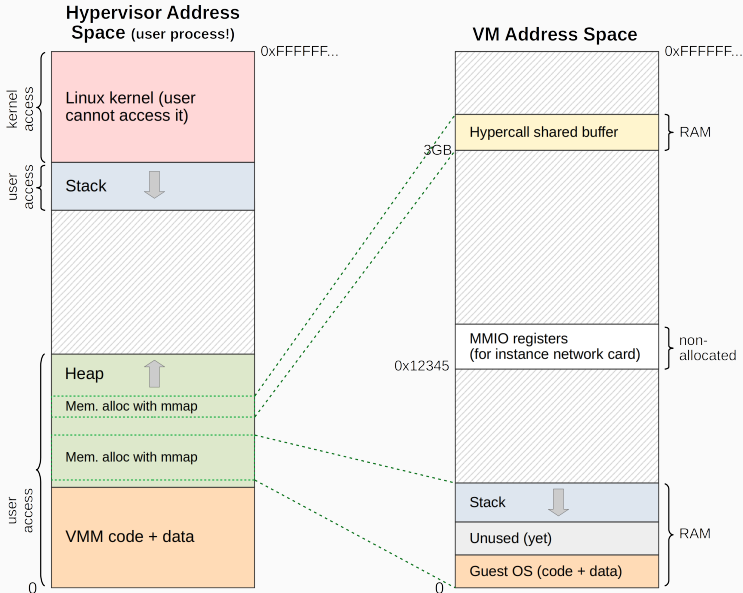 Hypervisor Address
Space (user process!)
0xFFFFFF...
kernel
access
Linux kernel (user
cannot access it)
user
access
Stack
Heap
Mem. alloc with mmap
Mem. alloc with mmap
user
access
VMM code + data
0
VM Address Space
0xFFFFFF...
Hypercall shared buffer
RAM
3GB
MMIO registers
(for instance network card)
non-
allocated
0x12345
Stack
Unused (yet)
RAM
Guest OS (code + data)
0